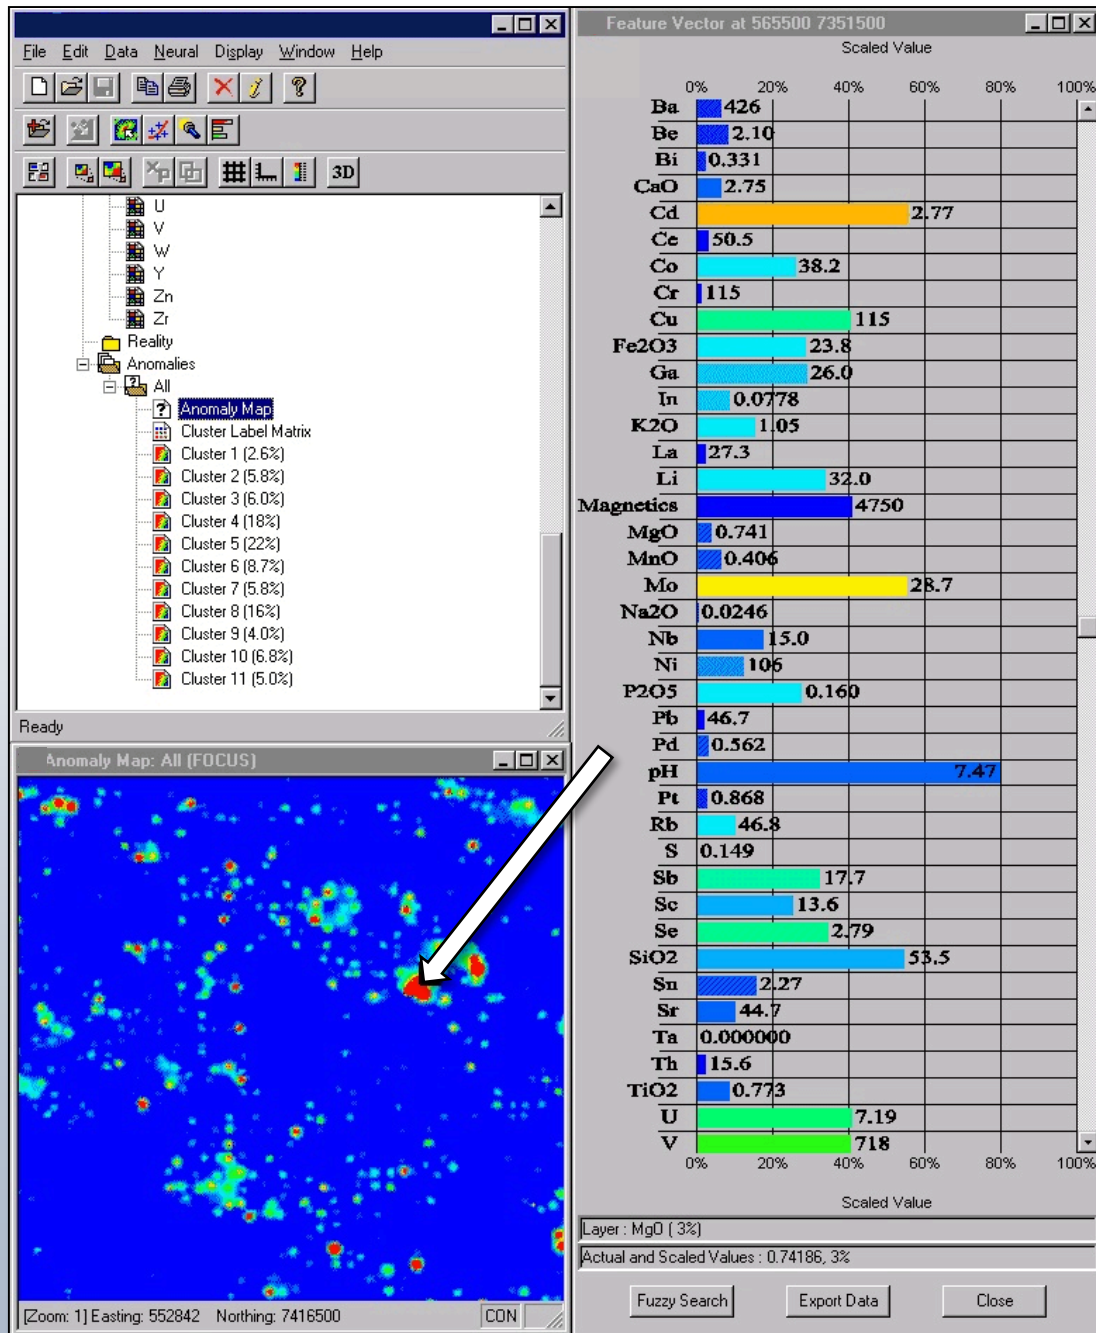 File Edit Data Neural Display Window Help
3D
U
V
W
Y
Zn
Zr
Reality
Anomalies
All
Anomaly Map
Cluster Label Matrix
Cluster 1 (2.6%)
Cluster 2 (5.8%)
Cluster 3 (6.0%)
Cluster 4 (18%)
Cluster 5 (22%)
Cluster 6 (8.7%)
Cluster 7 (5.8%)
Cluster 8 (16%)
Cluster 9 (4.0%)
Cluster 10 (6.8%)
Cluster 11 (5.0%)
Ready
Anomaly Map: All (FOCUS)
[Zoom: 1] Easting: 552842 Northing: 7416500 CON
Feature Vector at 565500 7351500
Scaled Value
0% 20% 40% 60% 80% 100%
Ba 426
Be 2.10
Bi 0.331
CaO 2.75
Cd 2.77
Ce 50.5
Co 38.2
Cr 115
Cu 115
Fe2O3 23.8
Ga 26.0
In 0.0778
K2O 1.05
La 27.3
Li 32.0
Magnetics 4750
MgO 0.741
MnO 0.406
Mo 28.7
Na2O 0.0246
Nb 15.0
Ni 106
P2O5 0.160
Pb 46.7
Pd 0.562
pH 7.47
Pt 0.868
Rb 46.8
S 0.149
Sb 17.7
Sc 13.6
Se 2.79
SiO2 53.5
Sn 2.27
Sr 44.7
Ta 0.000000
Th 15.6
TiO2 0.773
U 7.19
V 718
0% 20% 40% 60% 80% 100%
Scaled Value
Layer : MgO ( 3%)
Actual and Scaled Values : 0.74186, 3%
Fuzzy Search Export Data Close